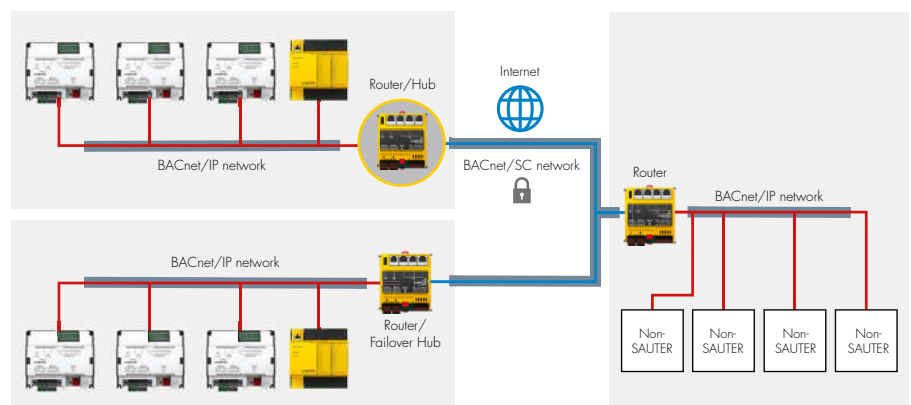 Router/Hub
BACnet/IP network
Internet
BACnet/SC network
Router
BACnet/IP network
BACnet/IP network
Router/
Failover Hub
Non-
SAUTER
Non-
SAUTER
Non-
SAUTER
Non-
SAUTER